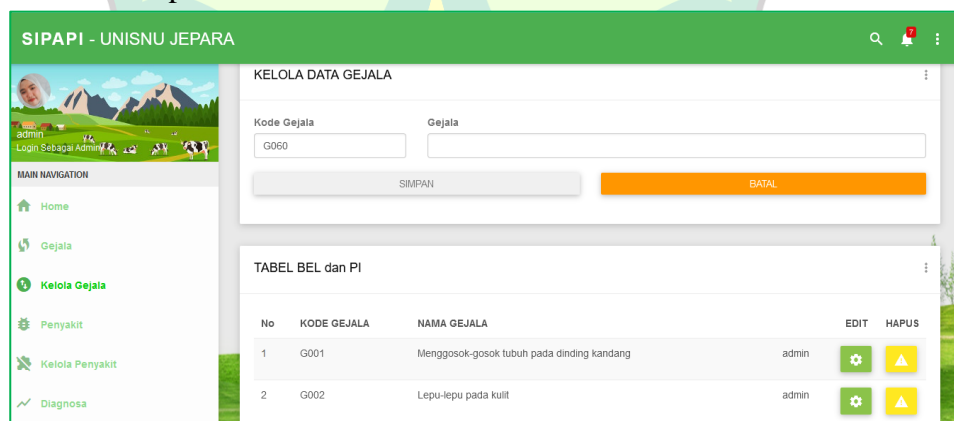 SIPAPI - UNISNU JEPARA
7
admin
Login Sebagai Admin
MAIN NAVIGATION
Home
Gejala
Kelola Gejala
Penyakit
Kelola Penyakit
Diagnosa
KELOLA DATA GEJALA
Kode Gejala Gejala
G060
SIMPAN BATAL
TABEL BEL dan PI
No KODE GEJALA NAMA GEJALA EDIT HAPUS
1 G001 Menggosok-gosok tubuh pada dinding kandang admin
2 G002 Lepu-lepu pada kulit admin